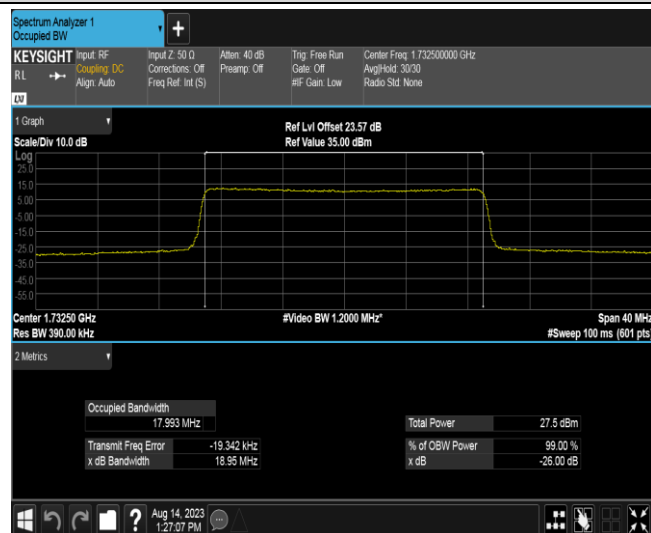 Spectrum Analyzer 1
Occupied BW
+
KEYSIGHT
RL
Input: RF
Coupling: DC
Align: Auto
Input Z: 50 Ω
Corrections: Off
Freq Ref: Int (S)
Atten: 40 dB
Preamp: Off
Trig: Free Run
Gate: Off
#IF Gain: Low
Center Freq: 1.732500000 GHz
Avg|Hold: 30/30
Radio Std: None
LXI
1 Graph
Scale/Div 10.0 dB
Ref Lvl Offset 23.57 dB
Ref Value 35.00 dBm
Log
25.0
15.0
5.00
-5.00
-15.0
-25.0
-35.0
-45.0
-55.0
Center 1.73250 GHz
#Video BW 1.2000 MHz*
Span 40 MHz
Res BW 390.00 kHz
#Sweep 100 ms (601 pts)
2 Metrics
Occupied Bandwidth
17.993 MHz
Total Power 27.5 dBm
Transmit Freq Error -19.342 kHz
% of OBW Power 99.00 %
x dB Bandwidth 18.95 MHz
x dB -26.00 dB
?
Aug 14, 2023
1:27:07 PM